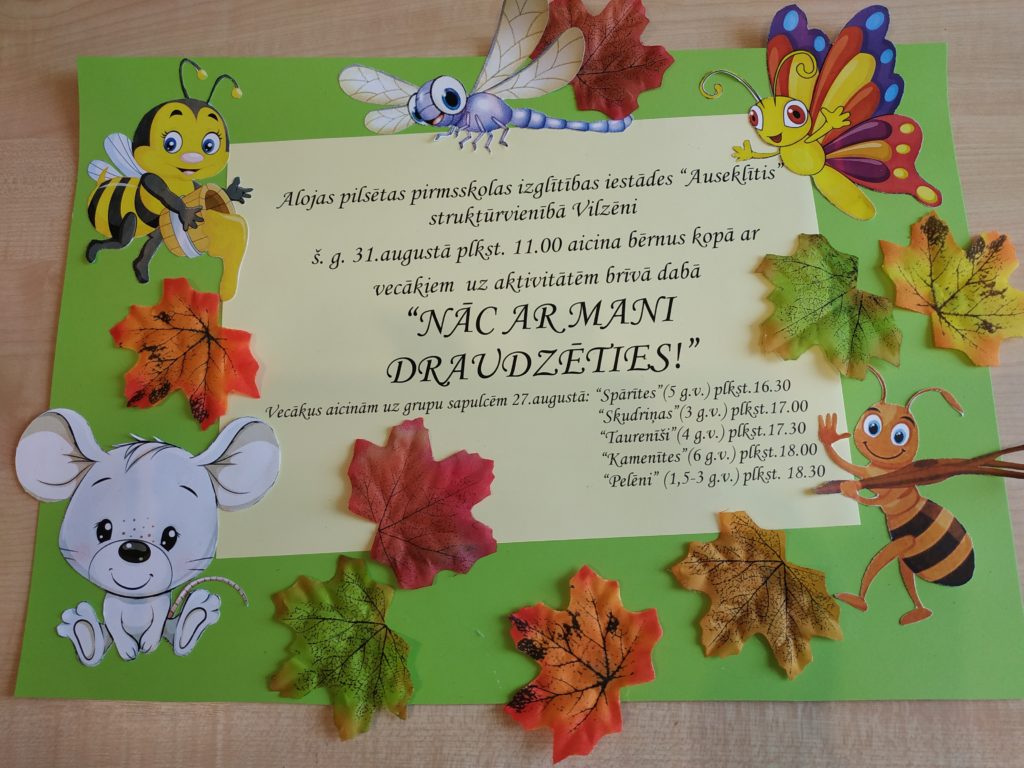 Alojas pilsētas pirmsskolas izglītības iestādes “Auseklītis”
struktūrvienībā Vilzēni
š. g. 31.augustā plkst. 11.00 aicina bērnus kopā ar
vecākiem uz aktivitātēm brīvā dabā
“NĀC AR MANI
DRAUDZĒTIES!”
Vecākus aicinām uz grupu sapulcēm 27.augustā: “Spārītes”(5 g.v.) plkst.16.30
“Skudriņas”(3 g.v.) plkst.17.00
“Taurenīši”(4 g.v.) plkst.17.30
“Kamenītes”(6 g.v.) plkst.18.00
“Pelēni” (1,5-3 g.v.) plkst. 18.30